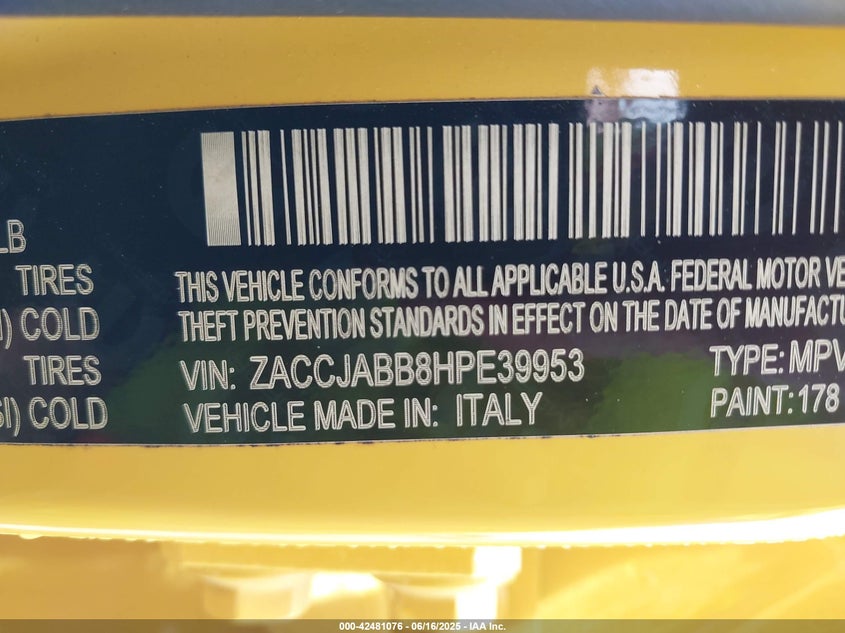 LB
TIRES
) COLD
TIRES
SI) COLD
THIS VEHICLE CONFORMS TO ALL APPLICABLE U.S.A. FEDERAL MOTOR VE
THEFT PREVENTION STANDARDS IN EFFECT ON THE DATE OF MANUFACTU
VIN: ZACCJABB8HPE39953 TYPE: MPV
VEHICLE MADE IN: ITALY PAINT: 178
000-42481076 - 06/16/2025 - IAA Inc.